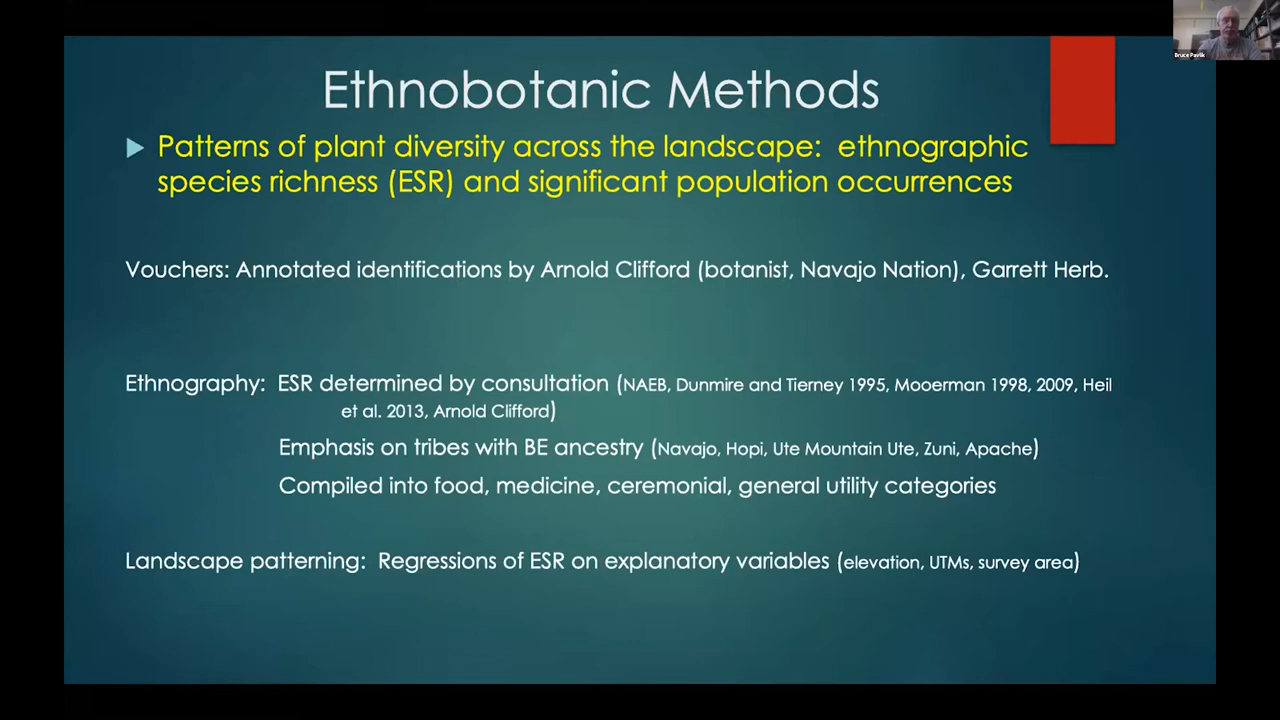 Bruce Pavlik
Ethnobotanic Methods
Patterns of plant diversity across the landscape: ethnographic
species richness (ESR) and significant population occurrences
Vouchers: Annotated identifications by Arnold Clifford (botanist, Navajo Nation), Garrett Herb.
Ethnography: ESR determined by consultation (NAEB, Dunmire and Tierney 1995, Mooerman 1998, 2009, Heil
et al. 2013, Arnold Clifford)
Emphasis on tribes with BE ancestry (Navajo, Hopi, Ute Mountain Ute, Zuni, Apache)
Compiled into food, medicine, ceremonial, general utility categories
Landscape patterning: Regressions of ESR on explanatory variables (elevation, UTMs, survey area)